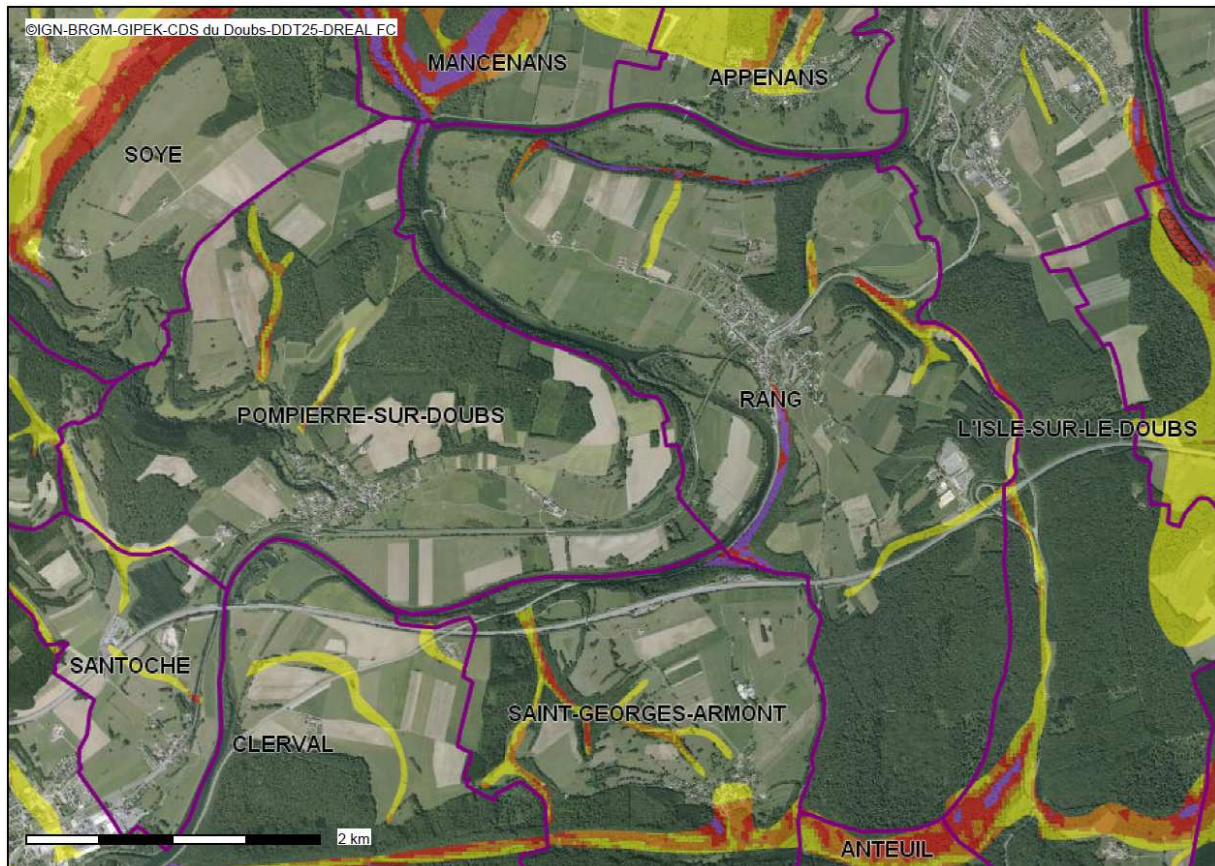 ©IGN-BRGM-GIPEK-CDS du Doubs-DDT25-DREAL FC
MANCENANS
APPENANS
SOYE
RANG
POMPIERRE-SUR-DOUBS
L'ISLE-SUR-LE-DOUBS
SANTOCHE
SAINT-GEORGES-ARMONT
CLERVAL
2 km
ANTEUIL